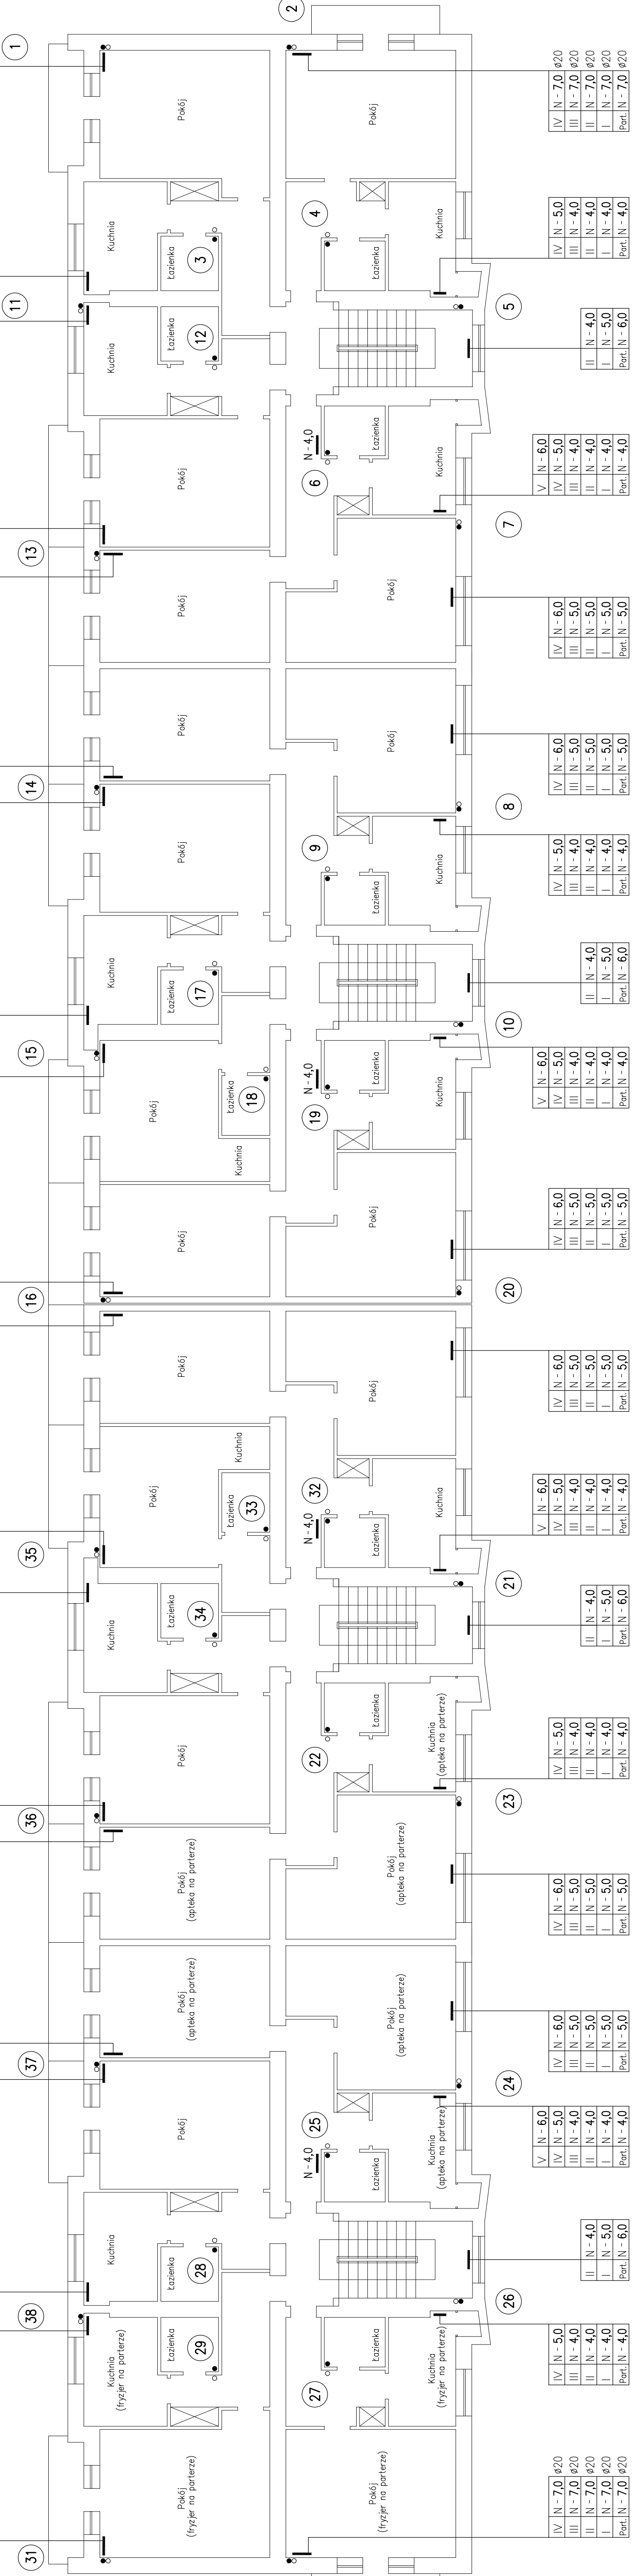 31
38
37
36
35
16
15
14
13
11
1
Kuchnia
(fryzjer na parterze)
Kuchnia
Kuchnia
Kuchnia
Kuchnia
Kuchnia
Pokój
(fryzjer na parterze)
Łazienka
29
Łazienka
28
Pokój
Pokój
(apteka na parterze)
Pokój
(apteka na parterze)
Pokój
Łazienka
34
Pokój
Łazienka
33
Kuchnia
Pokój
Pokój
Kuchnia
Pokój
Łazienka
18
Łazienka
17
Pokój
Pokój
Pokój
Pokój
Łazienka
12
Łazienka
3
Pokój
2
27
N - 4,0
25
22
N - 4,0
32
N - 4,0
19
9
N - 4,0
6
4
Pokój
(fryzjer na parterze)
Łazienka
Łazienka
Pokój
(apteka na parterze)
Pokój
(apteka na parterze)
Łazienka
Łazienka
Pokój
Pokój
Łazienka
Łazienka
Pokój
Pokój
Łazienka
Łazienka
Pokój
Kuchnia
(fryzjer na parterze)
Kuchnia
(apteka na parterze)
Kuchnia
(apteka na parterze)
Kuchnia
Kuchnia
Kuchnia
Kuchnia
Kuchnia
26
24
23
21
20
10
8
7
5
IV N - 7,0 ø20
III N - 7,0 ø20
II N - 7,0 ø20
I N - 7,0 ø20
Part. N - 7,0 ø20
IV N - 5,0
III N - 4,0
II N - 4,0
I N - 4,0
Part. N - 4,0
II N - 4,0
I N - 5,0
Part. N - 6,0
V N - 6,0
IV N - 5,0
III N - 4,0
II N - 4,0
I N - 4,0
Part. N - 4,0
IV N - 6,0
III N - 5,0
II N - 5,0
I N - 5,0
Part. N - 5,0
IV N - 6,0
III N - 5,0
II N - 5,0
I N - 5,0
Part. N - 5,0
IV N - 5,0
III N - 4,0
II N - 4,0
I N - 4,0
Part. N - 4,0
II N - 4,0
I N - 5,0
Part. N - 6,0
V N - 6,0
IV N - 5,0
III N - 4,0
II N - 4,0
I N - 4,0
Part. N - 4,0
IV N - 6,0
III N - 5,0
II N - 5,0
I N - 5,0
Part. N - 5,0
IV N - 6,0
III N - 5,0
II N - 5,0
I N - 5,0
Part. N - 5,0
V N - 6,0
IV N - 5,0
III N - 4,0
II N - 4,0
I N - 4,0
Part. N - 4,0
II N - 4,0
I N - 5,0
Part. N - 6,0
IV N - 5,0
III N - 4,0
II N - 4,0
I N - 4,0
Part. N - 4,0
IV N - 6,0
III N - 5,0
II N - 5,0
I N - 5,0
Part. N - 5,0
IV N - 6,0
III N - 5,0
II N - 5,0
I N - 5,0
Part. N - 5,0
V N - 6,0
IV N - 5,0
III N - 4,0
II N - 4,0
I N - 4,0
Part. N - 4,0
II N - 4,0
I N - 5,0
Part. N - 6,0
IV N - 5,0
III N - 4,0
II N - 4,0
I N - 4,0
Part. N - 4,0
IV N - 7,0 ø20
III N - 7,0 ø20
II N - 7,0 ø20
I N - 7,0 ø20
Part. N - 7,0 ø20